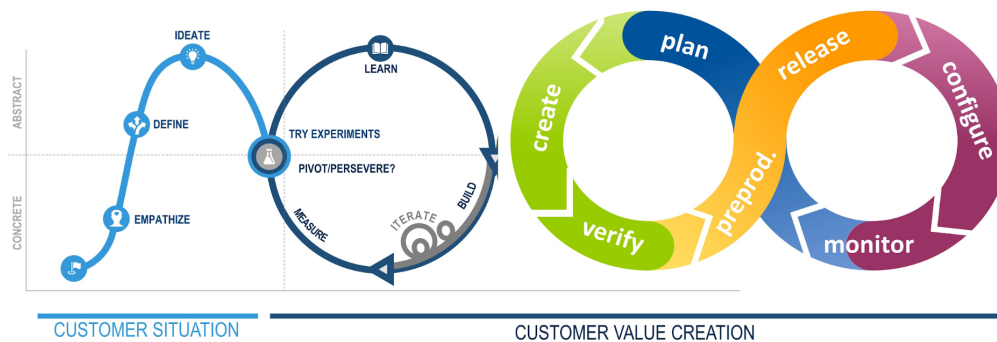 ABSTRACT
CONCRETE
IDEATE
DEFINE
EMPATHIZE
LEARN
TRY EXPERIMENTS
PIVOT/PERSEVERE?
MEASURE
ITERATE
BUILD
create
plan
verify
preprod.
release
configure
monitor
CUSTOMER SITUATION
CUSTOMER VALUE CREATION